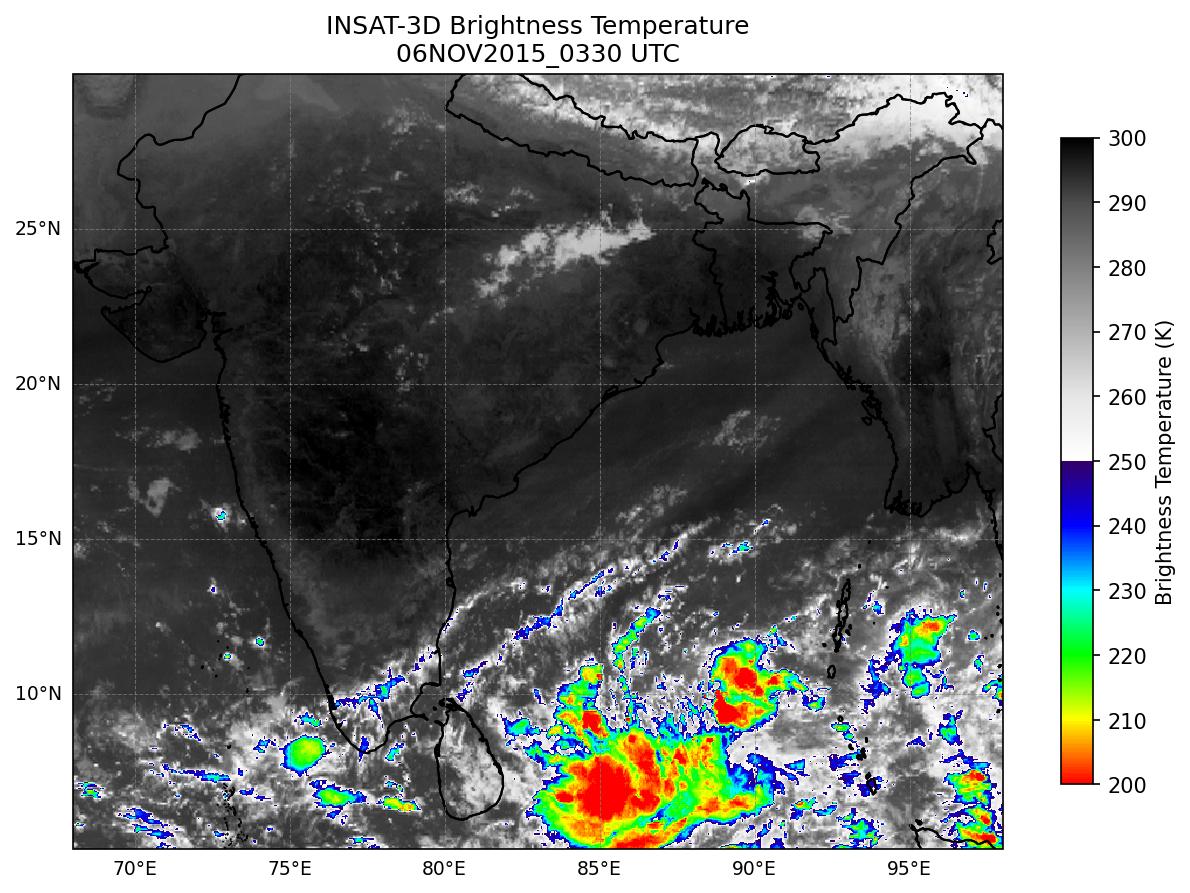 INSAT-3D Brightness Temperature
06NOV2015_0330 UTC
25°N
20°N
15°N
10°N
70°E
75°E
80°E
85°E
90°E
95°E
300
290
280
270
260
250
240
230
220
210
200
Brightness Temperature (K)